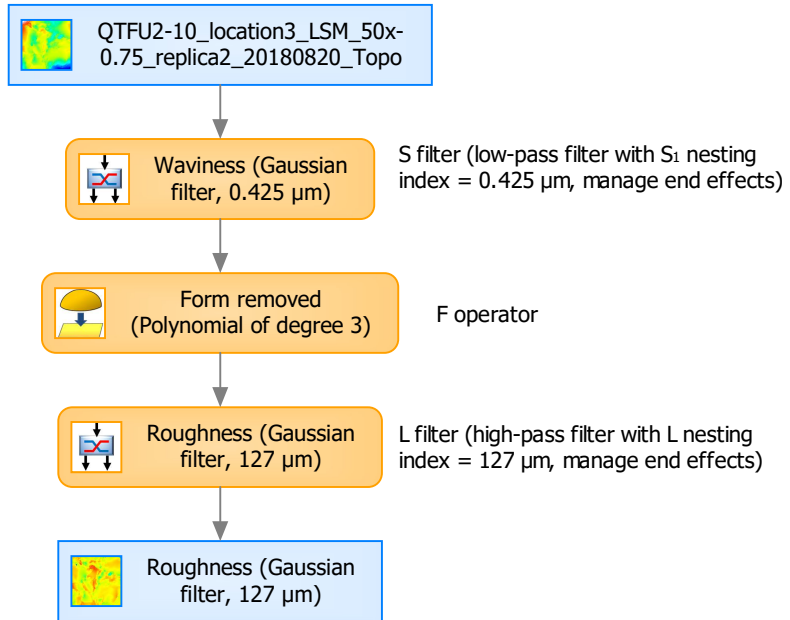 QTFU2-10_location3_LSM_50x-
0.75_replica2_20180820_Topo
Waviness (Gaussian
filter, 0.425 µm)
S filter (low-pass filter with S₁ nesting
index = 0.425 µm, manage end effects)
Form removed
(Polynomial of degree 3)
F operator
Roughness (Gaussian
filter, 127 µm)
L filter (high-pass filter with L nesting
index = 127 µm, manage end effects)
Roughness (Gaussian
filter, 127 µm)